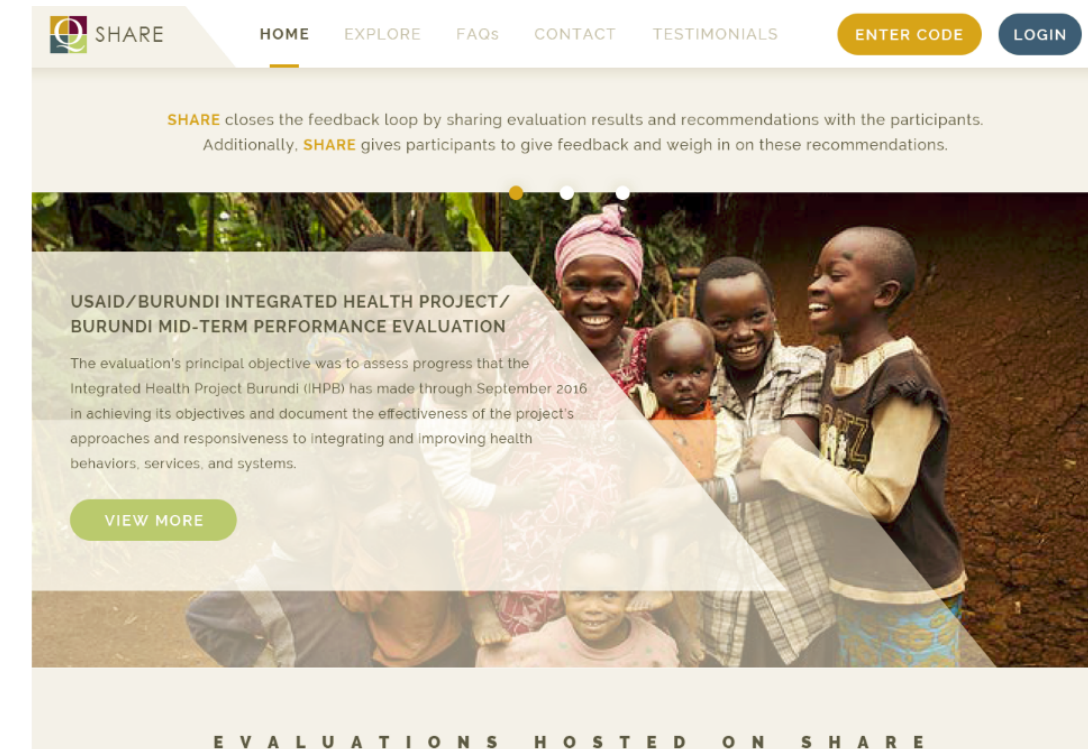 Q SHARE
HOME EXPLORE FAQs CONTACT TESTIMONIALS ENTER CODE LOGIN
SHARE closes the feedback loop by sharing evaluation results and recommendations with the participants.
Additionally, SHARE gives participants to give feedback and weigh in on these recommendations.
USAID/BURUNDI INTEGRATED HEALTH PROJECT/
BURUNDI MID-TERM PERFORMANCE EVALUATION
The evaluation's principal objective was to assess progress that the
Integrated Health Project Burundi (IHPB) has made through September 2016
in achieving its objectives and document the effectiveness of the project's
approaches and responsiveness to integrating and improving health
behaviors, services, and systems.
VIEW MORE
EVALUATIONS HOSTED ON SHARE